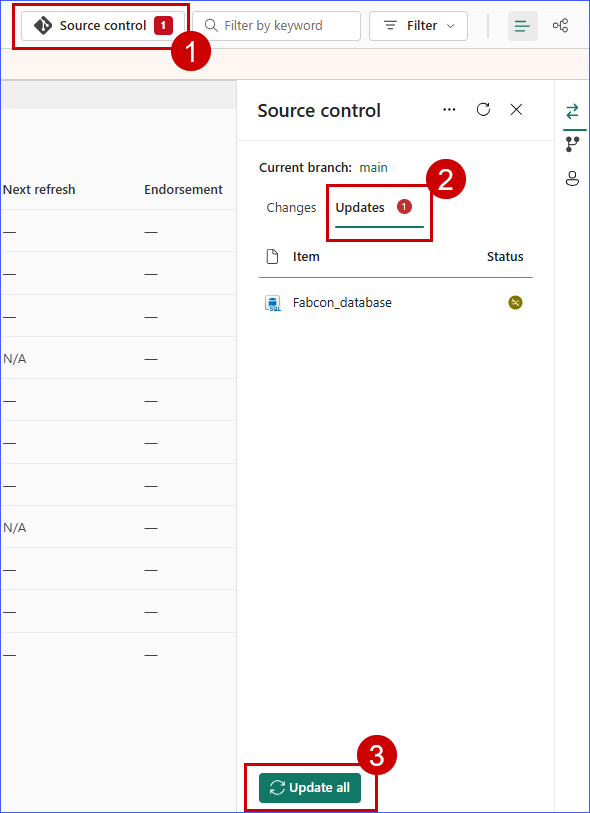 Source control 1
Filter by keyword
Filter
1
Source control
Current branch: main
2
Changes
Updates 1
Item Status
SQL Fabcon_database
Next refresh Endorsement
— —
— —
— —
N/A —
— —
— —
— —
N/A —
— —
— —
— —
3
Update all